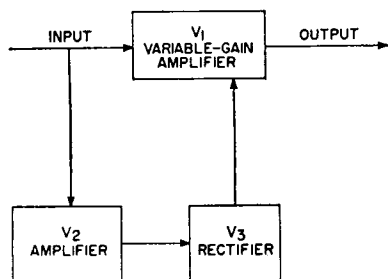 INPUT
V1
VARIABLE-GAIN
AMPLIFIER
OUTPUT
V2
AMPLIFIER
V3
RECTIFIER